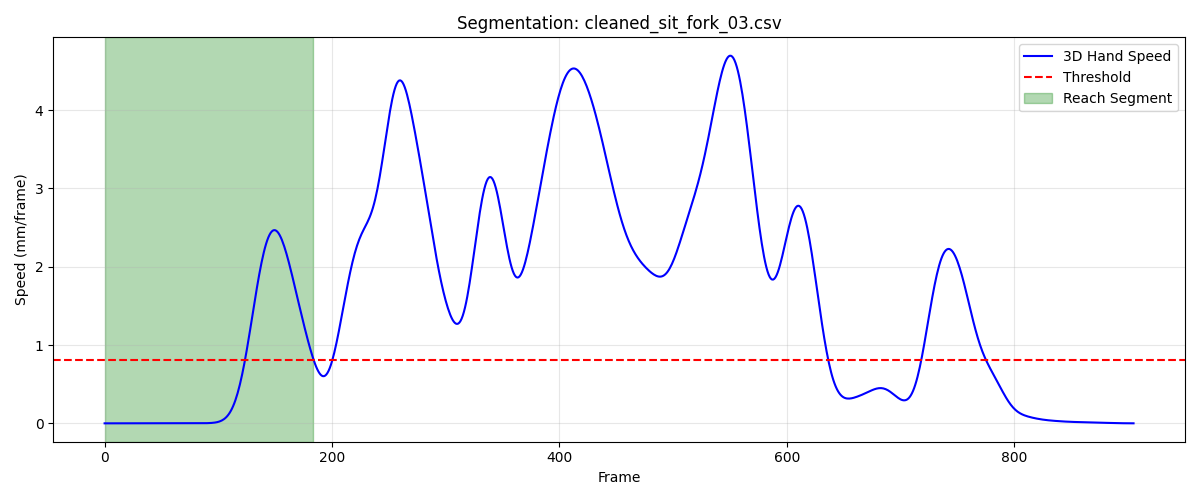 Segmentation: cleaned_sit_fork_03.csv
3D Hand Speed
Threshold
Reach Segment
Speed (mm/frame)
4
3
2
1
0
0 200 400 600 800
Frame